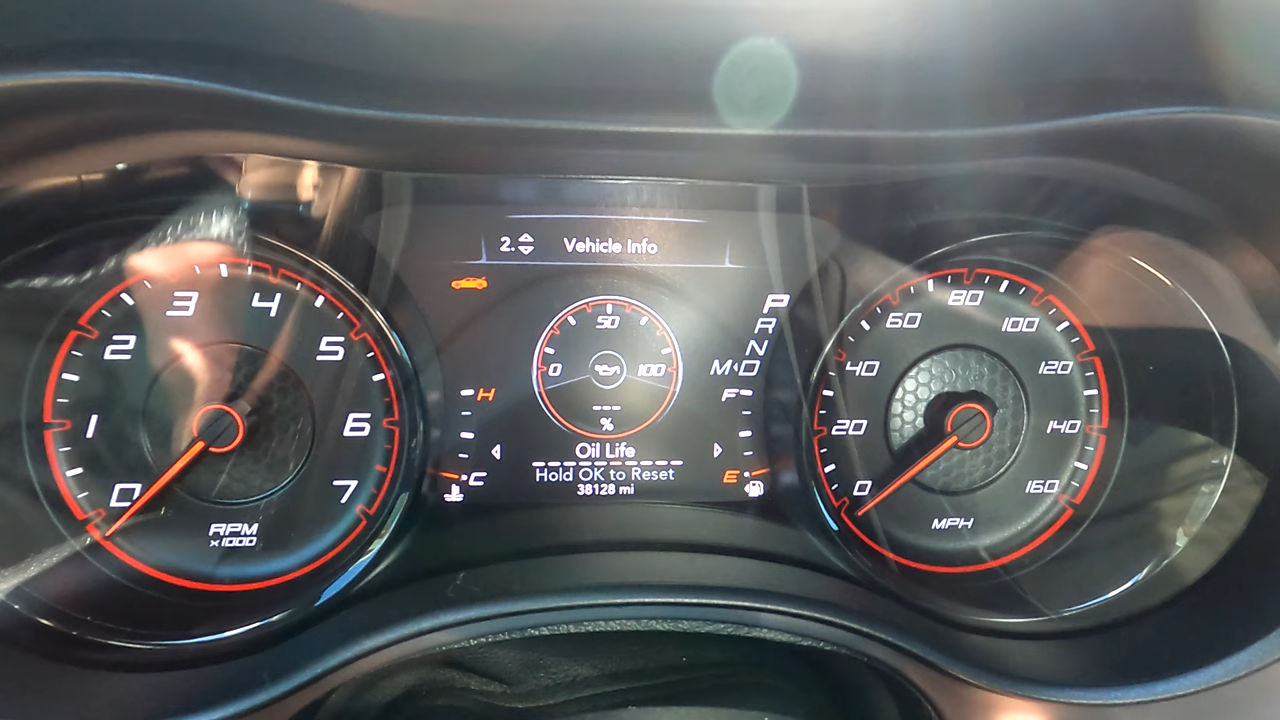 2. Vehicle Info
0 1 2 3 4 5 6 7
RPM
x1000
H
C
0 50 100
---
%
Oil Life
Hold OK to Reset
38128 mi
P
R
N
M D
F
E
0 20 40 60 80 100 120 140 160
MPH